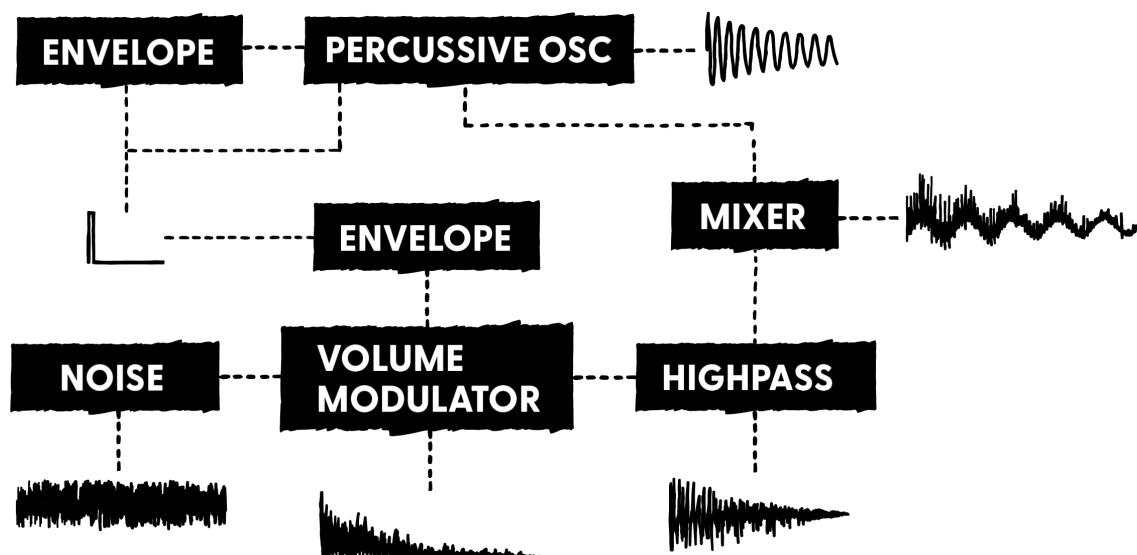 ENVELOPE
PERCUSSIVE OSC
ENVELOPE
MIXER
NOISE
VOLUME
MODULATOR
HIGHPASS